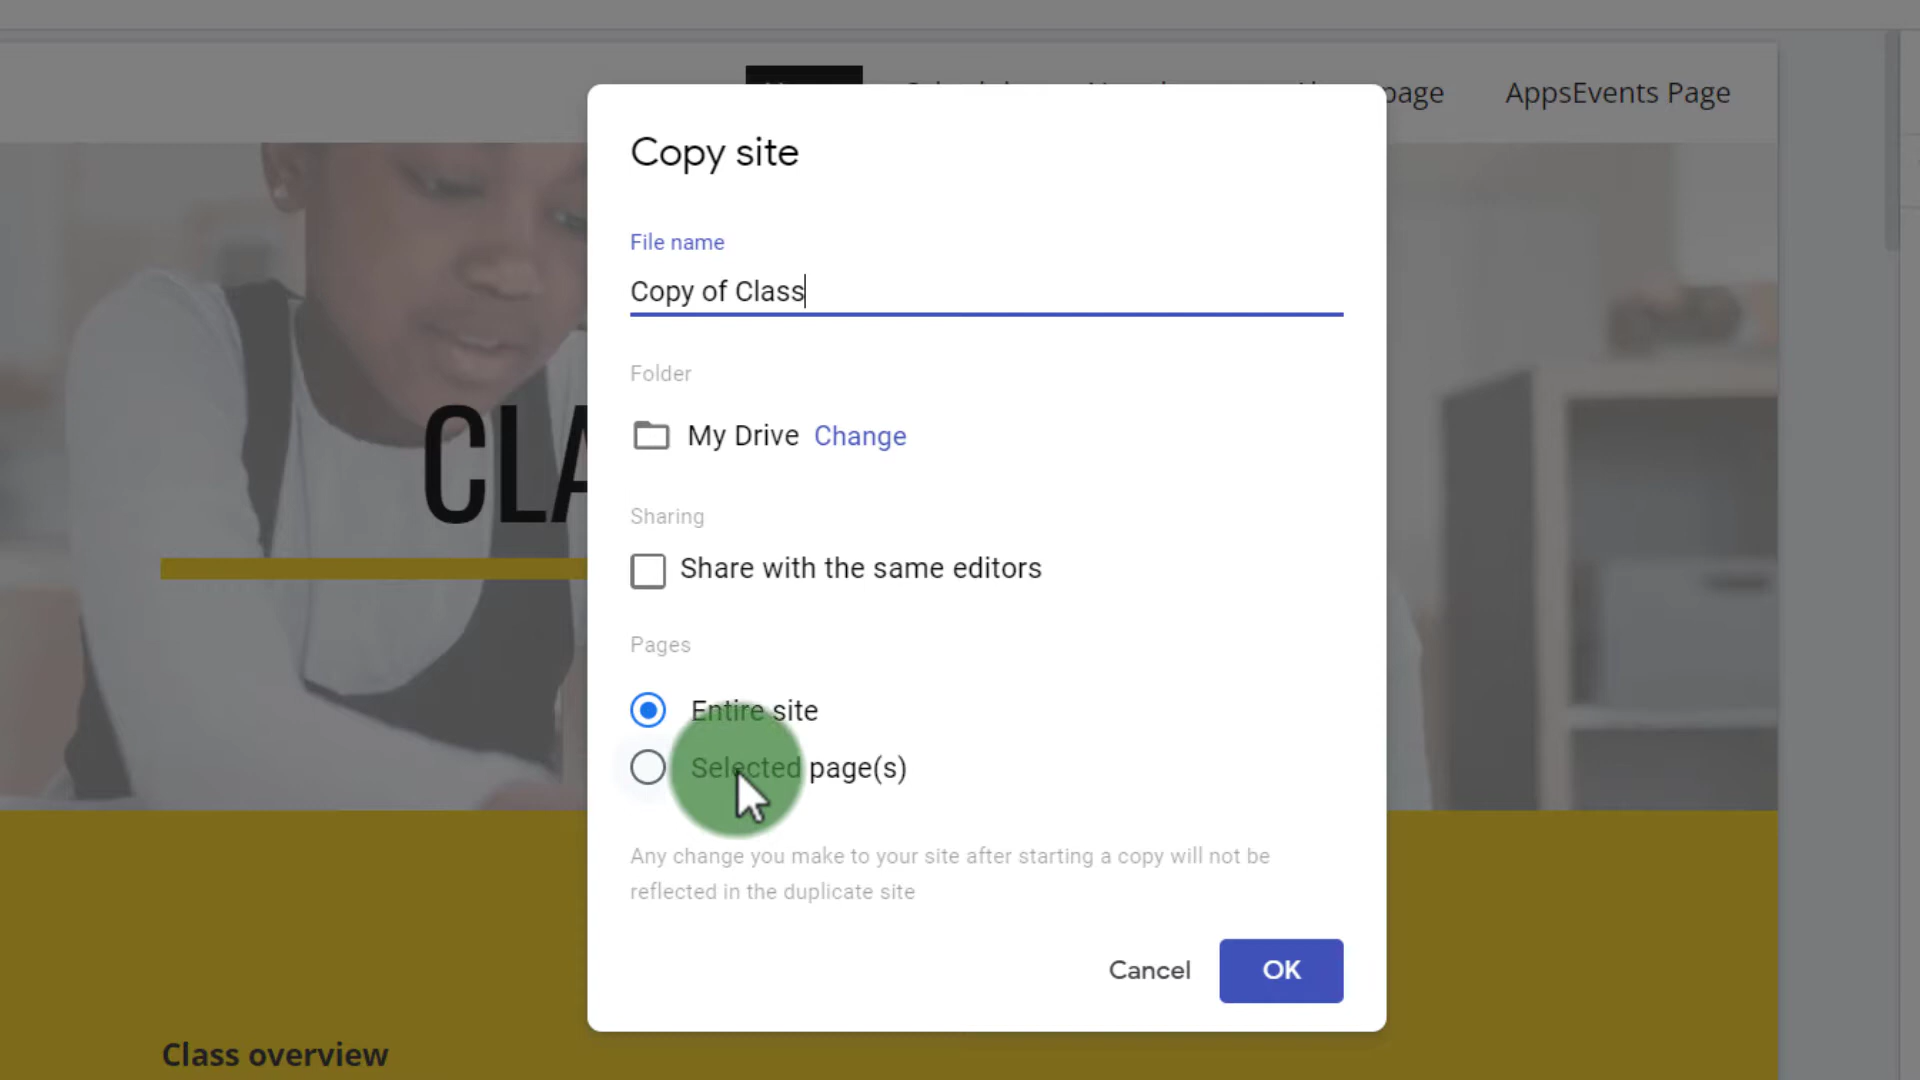 page AppsEvents Page
Copy site
File name
Copy of Class
Folder
My Drive Change
CLA
Sharing
Share with the same editors
Pages
Entire site
Selected page(s)
Any change you make to your site after starting a copy will not be
reflected in the duplicate site
Cancel OK
Class overview